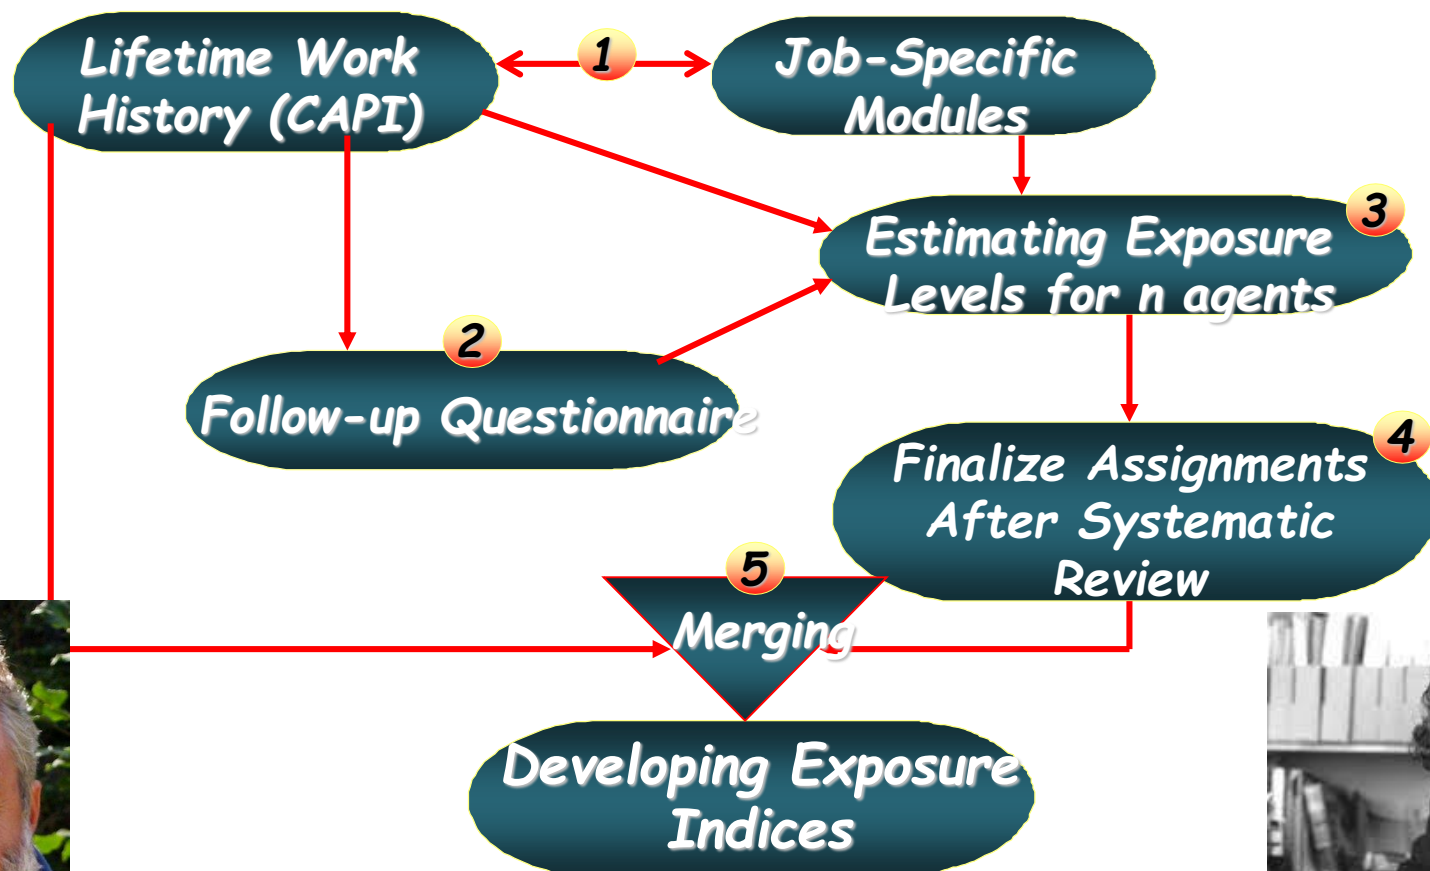 Lifetime Work
History (CAPI)
1
Job-Specific
Modules
3
Estimating Exposure
Levels for n agents
2
Follow-up Questionnaire
4
Finalize Assignments
After Systematic
Review
5
Merging
Developing Exposure
Indices